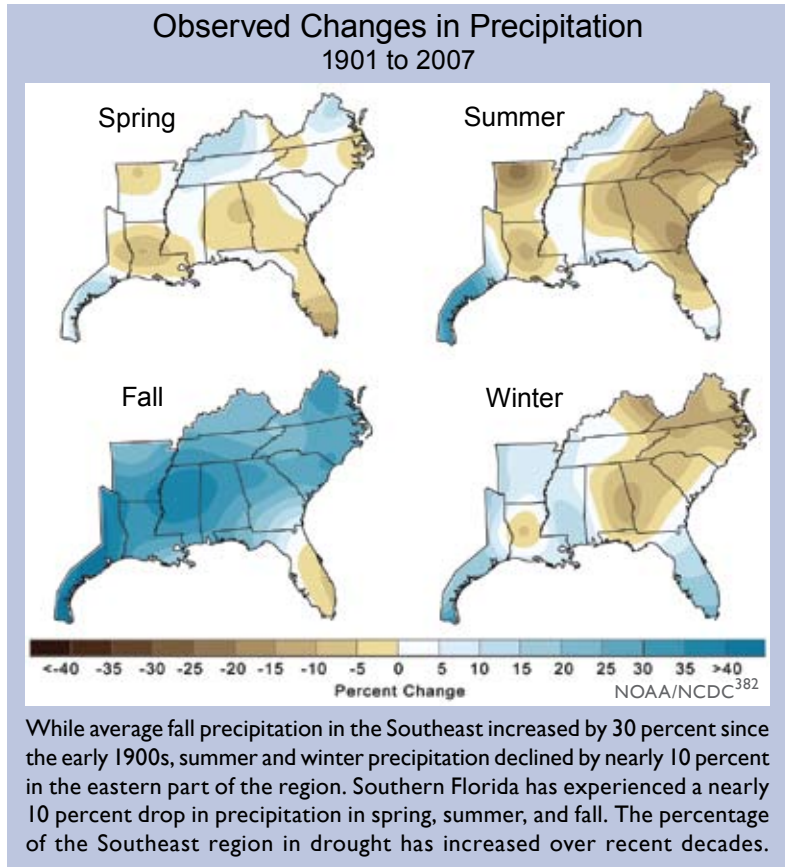 Observed Changes in Precipitation
1901 to 2007
Spring
Summer
Fall
Winter
<-40 -35 -30 -25 -20 -15 -10 -5 0 5 10 15 20 25 30 35 >40
Percent Change
NOAA/NCDC382
While average fall precipitation in the Southeast increased by 30 percent since
the early 1900s, summer and winter precipitation declined by nearly 10 percent
in the eastern part of the region. Southern Florida has experienced a nearly
10 percent drop in precipitation in spring, summer, and fall. The percentage
of the Southeast region in drought has increased over recent decades.